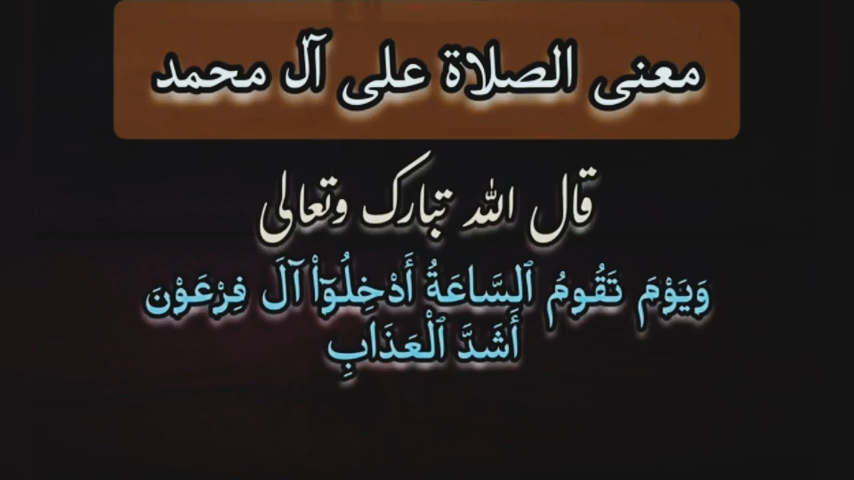 معنى الصلاة على آل محمد
قال الله تبارك وتعالى
وَيَوْمَ تَقُومُ ٱلسَّاعَةُ أَدْخِلُوٓا۟ آلَ فِرْعَوْنَ
أَشَدَّ ٱلْعَذَابِ